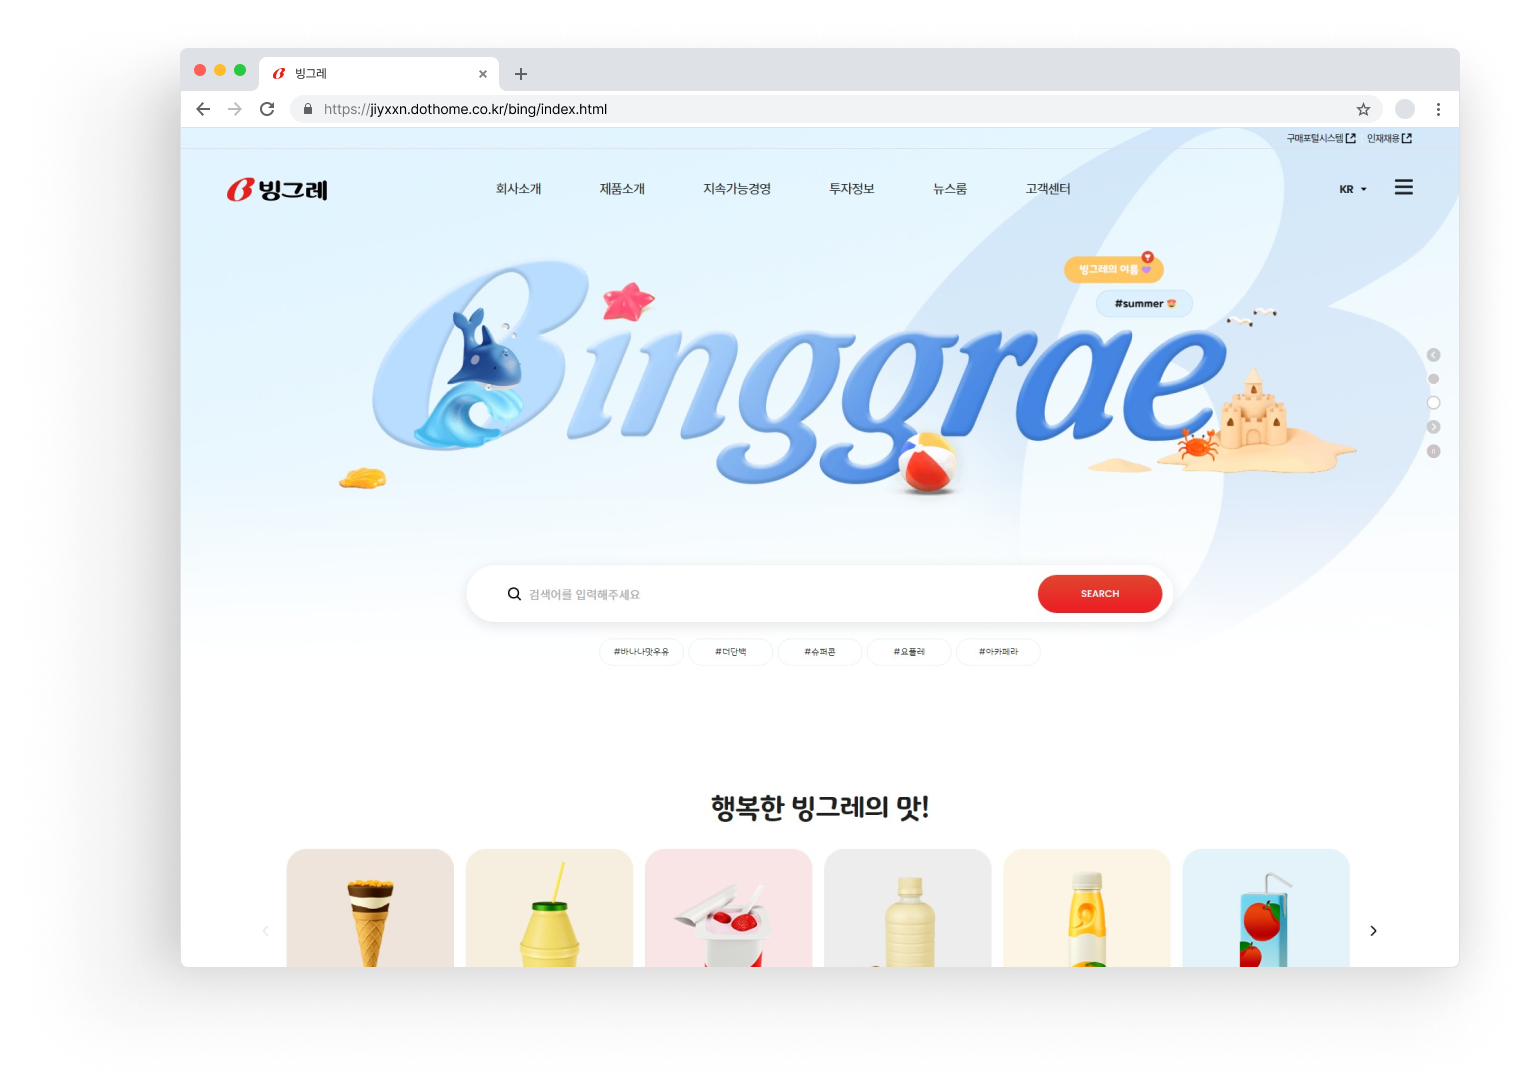 빙그레
https://jiyxxn.dothome.co.kr/bing/index.html
구매포털시스템 인재채용
빙그레 회사소개 제품소개 지속가능경영 투자정보 뉴스룸 고객센터 KR
빙그레의 여름
#summer
Binggrae
검색어를 입력해주세요 SEARCH
#바나나맛우유 #더단백 #슈퍼콘 #요플레 #아카페라
행복한 빙그레의 맛!